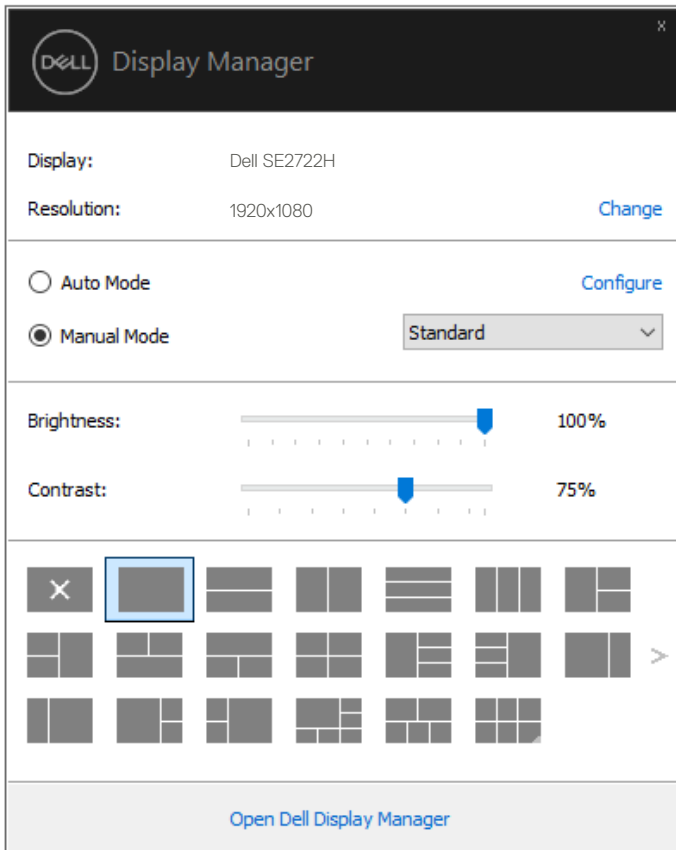 x
DELL Display Manager
Display: Dell SE2722H
Resolution: 1920x1080 Change
Auto Mode Configure
Manual Mode Standard
Brightness: 100%
Contrast: 75%
Open Dell Display Manager